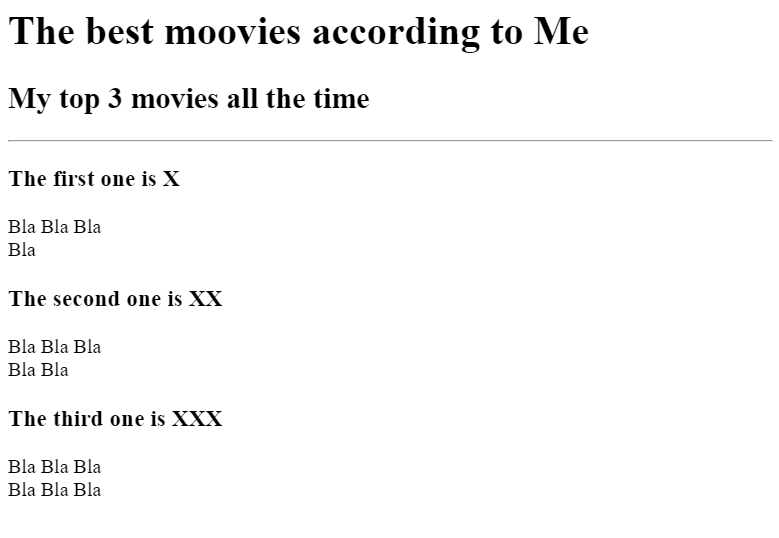 The best moovies according to Me
My top 3 movies all the time
The first one is X
Bla Bla Bla
Bla
The second one is XX
Bla Bla Bla
Bla Bla
The third one is XXX
Bla Bla Bla
Bla Bla Bla